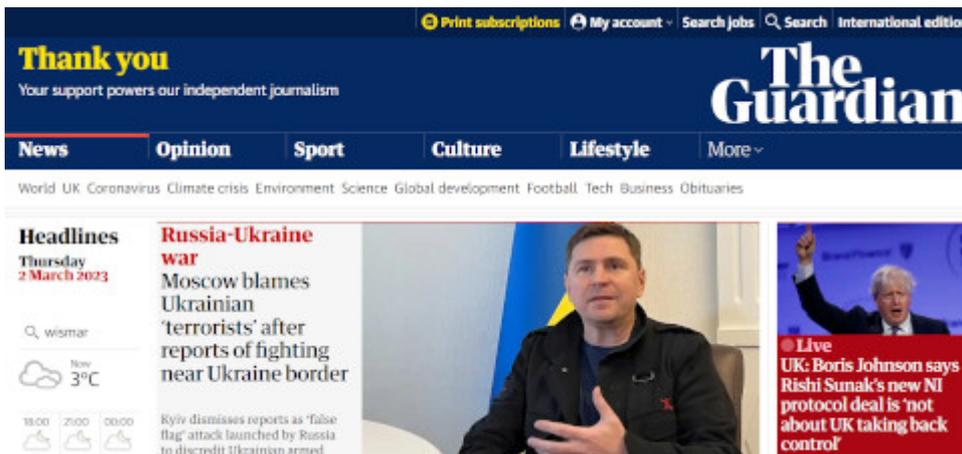 Print subscriptions My account Search jobs Search International edition
Thank you
Your support powers our independent journalism
The
Guardian
News Opinion Sport Culture Lifestyle More
World UK Coronavirus Climate crisis Environment Science Global development Football Tech Business Obituaries
Headlines
Thursday
2 March 2023
wismar
Now
3°C
18:00 21:00 00:00
Russia-Ukraine
war
Moscow blames
Ukrainian
‘terrorists’ after
reports of fighting
near Ukraine border
Kyiv dismisses reports as ‘false
flag’ attack launched by Russia
to discredit Ukrainian armed
Brand Finance
Live
UK: Boris Johnson says
Rishi Sunak’s new NI
protocol deal is ‘not
about UK taking back
control’